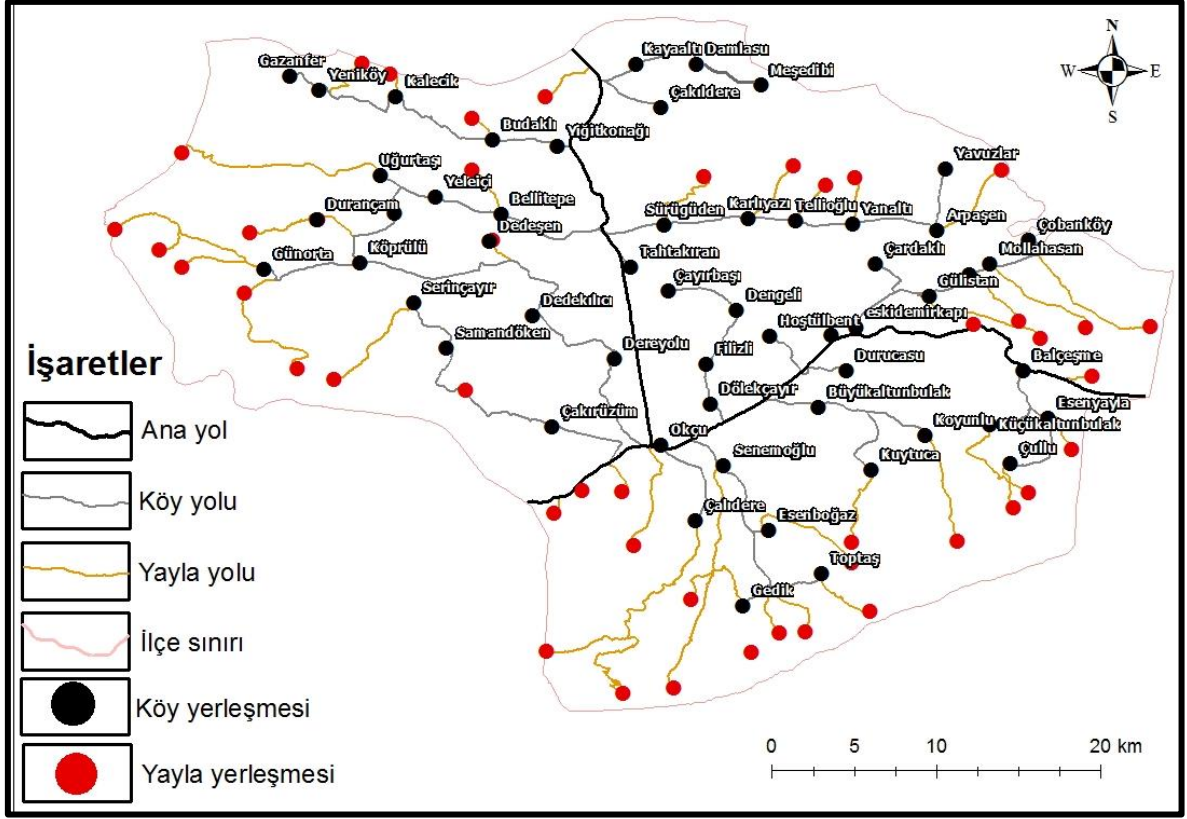 N
W
E
S
Kayaaltı
Damlasu
Gazanfer
Yeniköy
Kalecik
Meşedibi
Çakıldere
Budaklı
Yiğitkonağı
Yavuzlar
Uğurtaşı
Yeleiçi
Bellitepe
Durançam
Sürügüden
Karlıyazı
Tellioğlu
Yanaltı
Arpaşen
Çobanköy
Dedeşen
Köprülü
Günorta
Tahtakıran
Çardaklı
Mollahasan
Çayırbaşı
Gülistan
Serinçayır
Dedekılıcı
Dengeli
eskidemirkapı
Hoştülbent
Samandöken
Dereyolu
Filizli
Durucasu
Balçeşme
Dölekçayır
Büyükaltunbulak
Esenyayla
Çakırüzüm
Koyunlu
Küçükaltunbulak
Okçu
Senemoğlu
Kuytuca
Çullu
Çalıdere
Esenboğaz
Toptaş
Gedik
İşaretler
Ana yol
Köy yolu
Yayla yolu
İlçe sınırı
Köy yerleşmesi
Yayla yerleşmesi
0 5 10 20 km